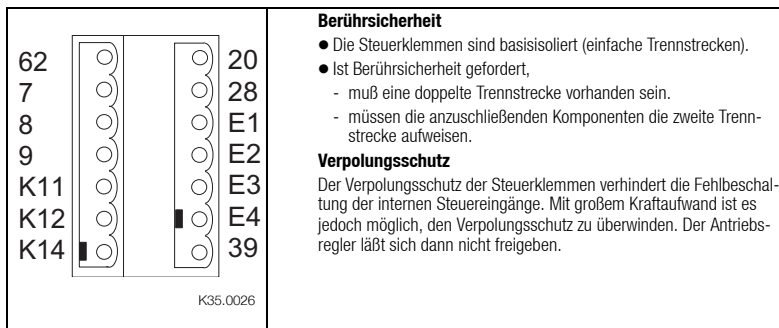 62
7
8
9
K11
K12
K14
20
28
E1
E2
E3
E4
39
K35.0026
Berührsicherheit
● Die Steuerklemmen sind basisisoliert (einfache Trennstrecken).
● Ist Berührsicherheit gefordert,
- muß eine doppelte Trennstrecke vorhanden sein.
- müssen die anzuschließenden Komponenten die zweite Trenn-
strecke aufweisen.
Verpolungsschutz
Der Verpolungsschutz der Steuerklemmen verhindert die Fehlbeschal-
tung der internen Steuereingänge. Mit großem Kraftaufwand ist es
jedoch möglich, den Verpolungsschutz zu überwinden. Der Antriebs-
regler läßt sich dann nicht freigeben.